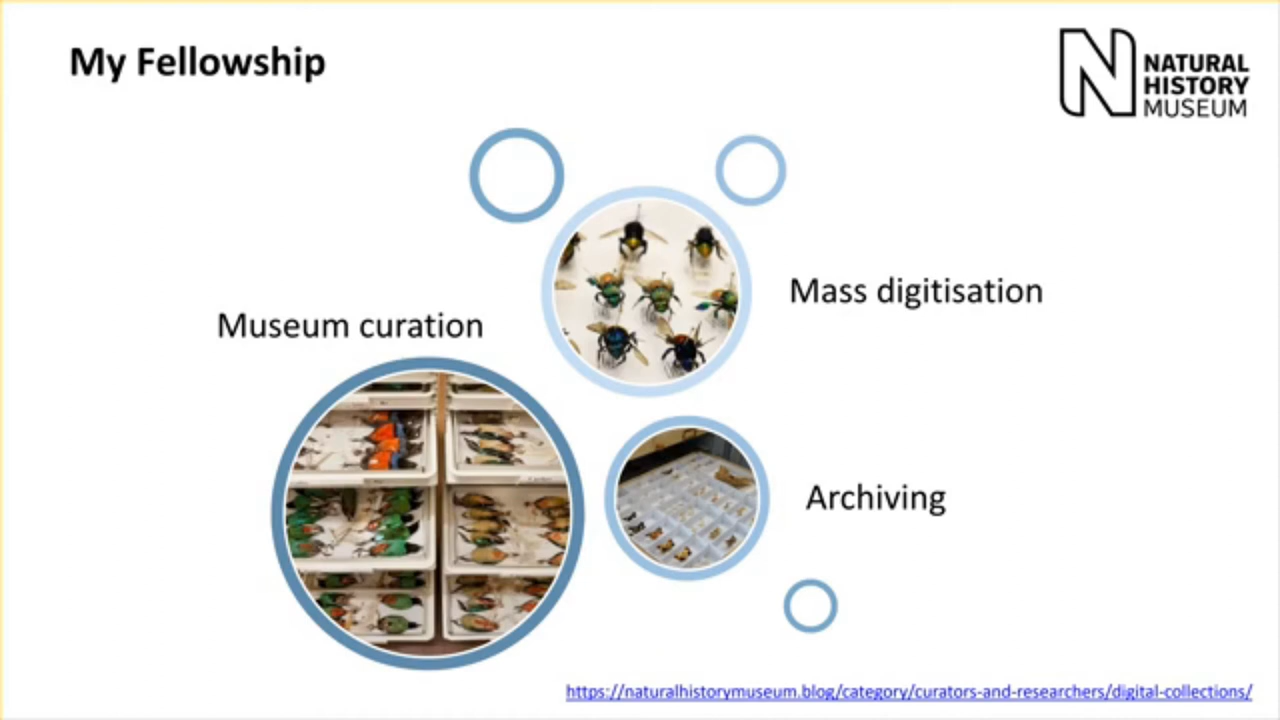 My Fellowship
NATURAL
HISTORY
MUSEUM
Mass digitisation
Museum curation
Archiving
https://naturalhistorymuseum.blog/category/curators-and-researchers/digital-collections/